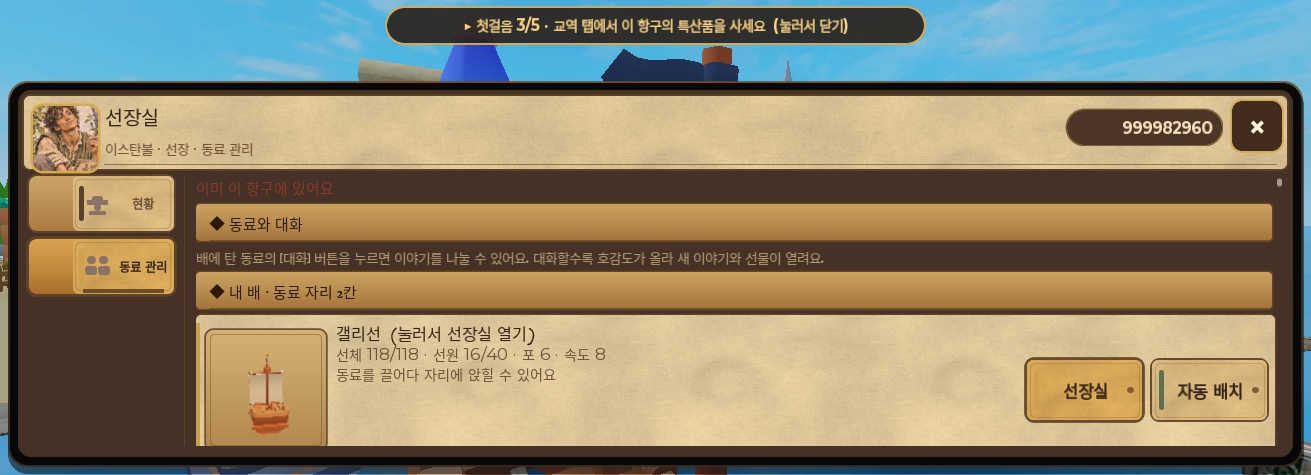 ▸ 첫걸음 3/5 · 교역 탭에서 이 항구의 특산품을 사세요 (눌러서 닫기)
선장실
이스탄불 · 선장 · 동료 관리
999982960
×
현황
동료 관리
이미 이 항구에 있어요
◆ 동료와 대화
배에 탄 동료의 [대화] 버튼을 누르면 이야기를 나눌 수 있어요. 대화할수록 호감도가 올라 새 이야기와 선물이 열려요.
◆ 내 배 · 동료 자리 2칸
갤리선 (눌러서 선장실 열기)
선체 118/118 · 선원 16/40 · 포 6 · 속도 8
동료를 끌어다 자리에 앉힐 수 있어요
선장실
자동 배치